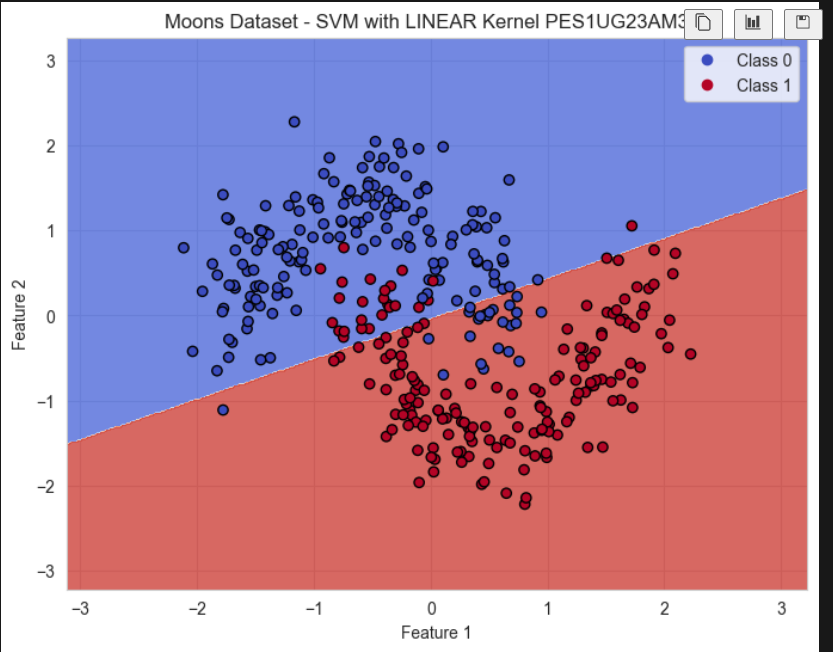 Moons Dataset - SVM with LINEAR Kernel PES1UG23AM3
Class 0
Class 1
3
2
1
0
−1
−2
−3
Feature 2
−3 −2 −1 0 1 2 3
Feature 1